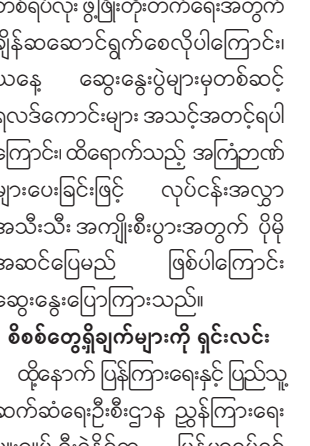 တစ်ရပ်လုံး ဖွံ့ဖြိုးတိုးတက်ရေးအတွက်
ချိန်ဆဆောင်ရွက်စေလိုပါကြောင်း၊
ယနေ့ ဆွေးနွေးပွဲများမှတစ်ဆင့်
ရလဒ်ကောင်းများ အသင့်အတင့်ရပါ
ကြောင်း၊ ထိရောက်သည့် အကြံဉာဏ်
များပေးခြင်းဖြင့် လုပ်ငန်းအလွှာ
အသီးသီး အကျိုးစီးပွားအတွက် ပိုမို
အဆင်ပြေမည် ဖြစ်ပါကြောင်း
ဆွေးနွေးပြောကြားသည်။
စိစစ်တွေ့ရှိချက်များကို ရှင်းလင်း
ထို့နောက် ပြန်ကြားရေးနှင့် ပြည်သူ့
ဆက်ဆံရေးဦးစီးဌာန ညွှန်ကြားရေး